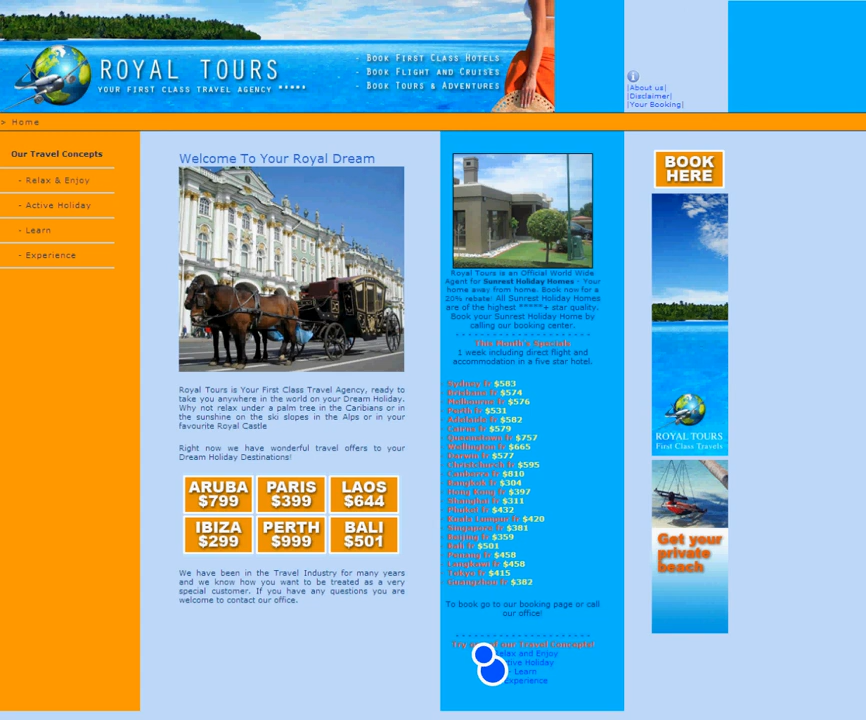 ROYAL TOURS
YOUR FIRST CLASS TRAVEL AGENCY
- Book First Class Hotels
- Book Flight and Cruises
- Book Tours & Adventures
|About us|
|Disclaimer|
|Your Booking|
> Home
Our Travel Concepts
- Relax & Enjoy
- Active Holiday
- Learn
- Experience
Welcome To Your Royal Dream
Royal Tours is Your First Class Travel Agency, ready to
take you anywhere in the world on your Dream Holiday.
Why not relax under a palm tree in the Caribians or in
the sunshine on the ski slopes in the Alps or in your
favourite Royal Castle
Right now we have wonderful travel offers to your
Dream Holiday Destinations!
ARUBA $799
PARIS $399
LAOS $644
IBIZA $299
PERTH $999
BALI $501
We have been in the Travel Industry for many years
and we know how you want to be treated as a very
special customer. If you have any questions you are
welcome to contact our office.
Royal Tours is an Official World Wide
Agent for Sunrest Holiday Homes - Your
home away from home. Book now for a
20% rebate! All Sunrest Holiday Homes
are of the highest *****+ star quality.
Book your Sunrest Holiday Home by
calling our booking center.
This Month's Specials
1 week including direct flight and
accommodation in a five star hotel:
Sydney fr $583
Brisbane fr $574
Melbourne fr $576
Perth fr $531
Adelaide fr $582
Cairns fr $579
Queenstown fr $757
Wellington fr $665
Darwin fr $577
Christchurch fr $595
Canberra fr $810
Bangkok fr $304
Hong Kong fr $397
Shanghai fr $311
Phuket fr $432
Kuala Lumpur fr $420
Singapore fr $381
Beijing fr $359
Bali fr $501
Penang fr $458
Langkawi fr $458
Tokyo fr $415
Guangzhou fr $382
To book go to our booking page or call
our office!
Try of our Travel Concepts!
elax and Enjoy
tive Holiday
- Learn
xperience
BOOK
HERE
ROYAL TOURS
First Class Travels
Get your
private
beach